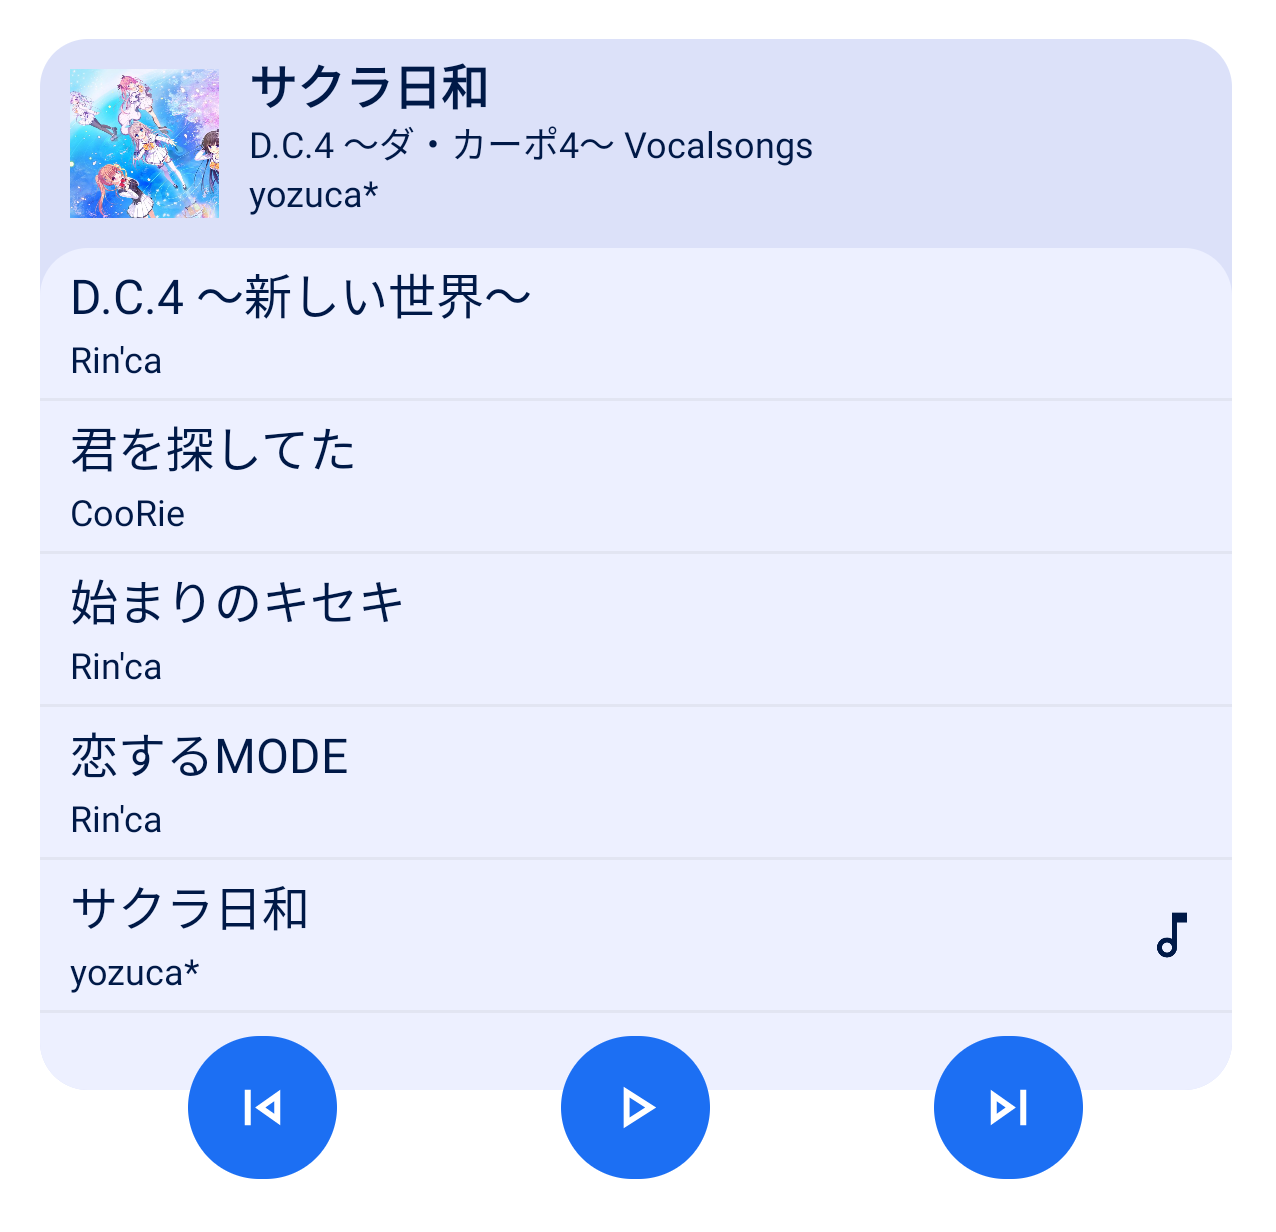 サクラ日和
D.C.4 ～ダ・カーポ4～ Vocalsongs
yozuca*
D.C.4 ～新しい世界～
Rin'ca
君を探してた
CooRie
始まりのキセキ
Rin'ca
恋するMODE
Rin'ca
サクラ日和
yozuca*